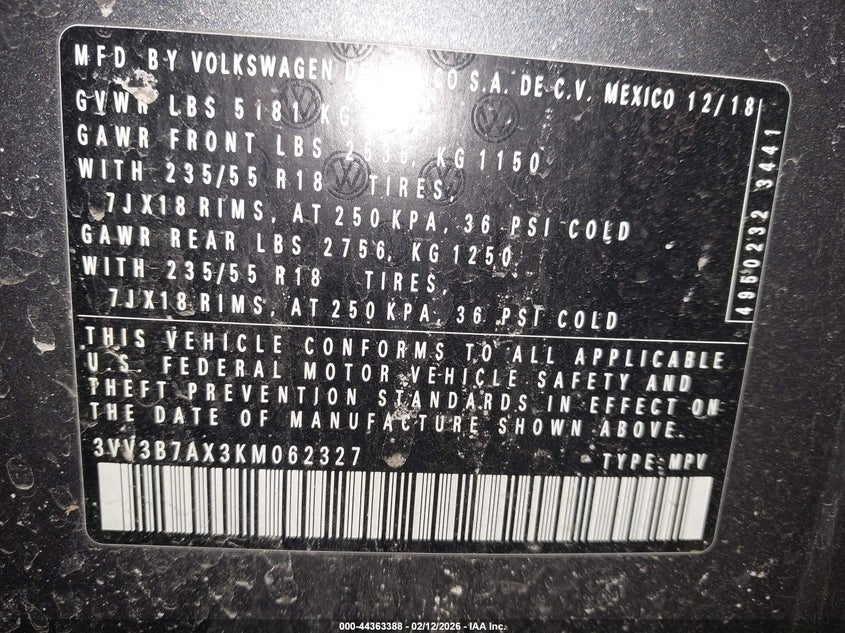 MFD BY VOLKSWAGEN S.A. DE C.V. MEXICO 12/18
GVWR LBS 5181 KG
GAWR FRONT LBS KG 1150
WITH 235/55 R18 TIRES,
7JX18 RIMS, AT 250 KPA, 36 PSI COLD
GAWR REAR LBS 2756, KG 1250,
WITH 235/55 R18 TIRES,
7JX18 RIMS, AT 250 KPA, 36 PSI COLD
4950232 3441
THIS VEHICLE CONFORMS TO ALL APPLICABLE
U.S. FEDERAL MOTOR VEHICLE SAFETY AND
THEFT PREVENTION STANDARDS IN EFFECT ON
THE DATE OF MANUFACTURE SHOWN ABOVE.
3VV3B7AX3KM062327 TYPE: MPV
000-44363388 - 02/12/2026 - IAA Inc.